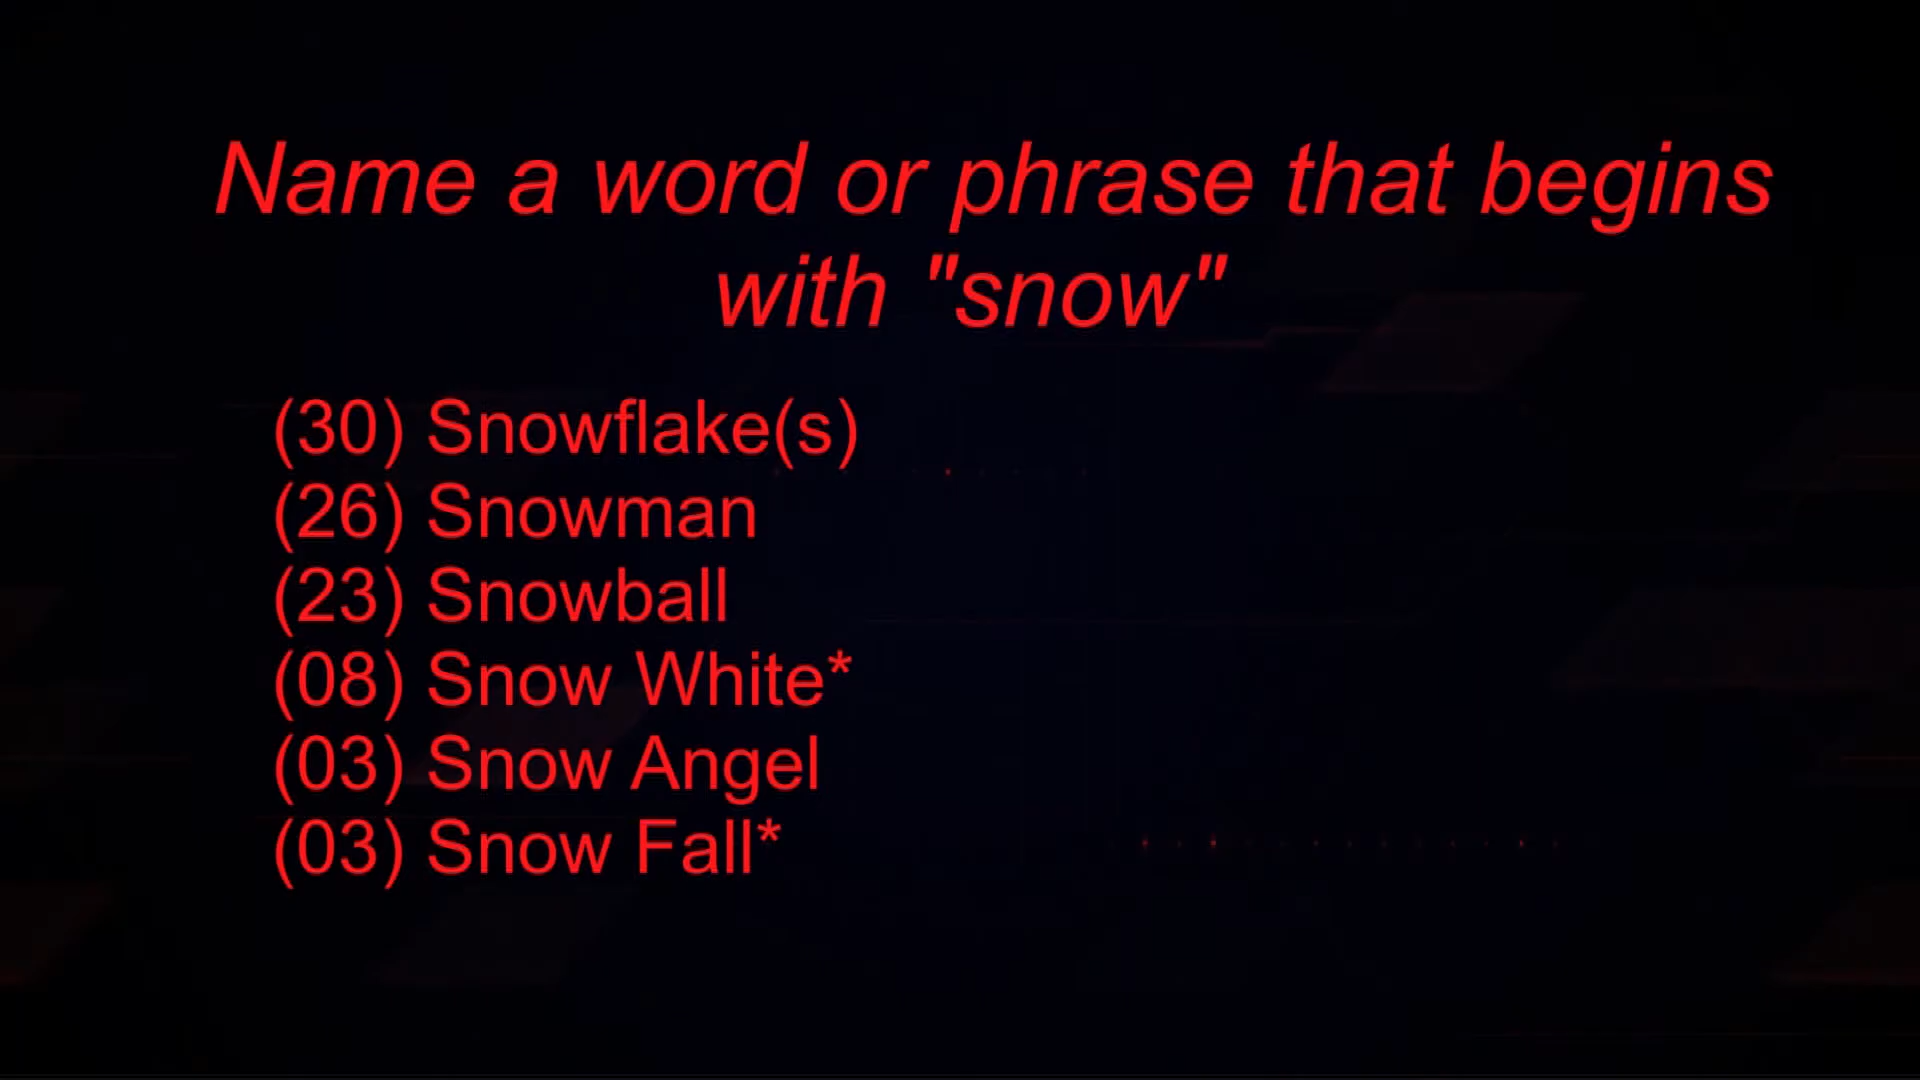 Name a word or phrase that begins
with "snow"
(30) Snowflake(s)
(26) Snowman
(23) Snowball
(08) Snow White*
(03) Snow Angel
(03) Snow Fall*